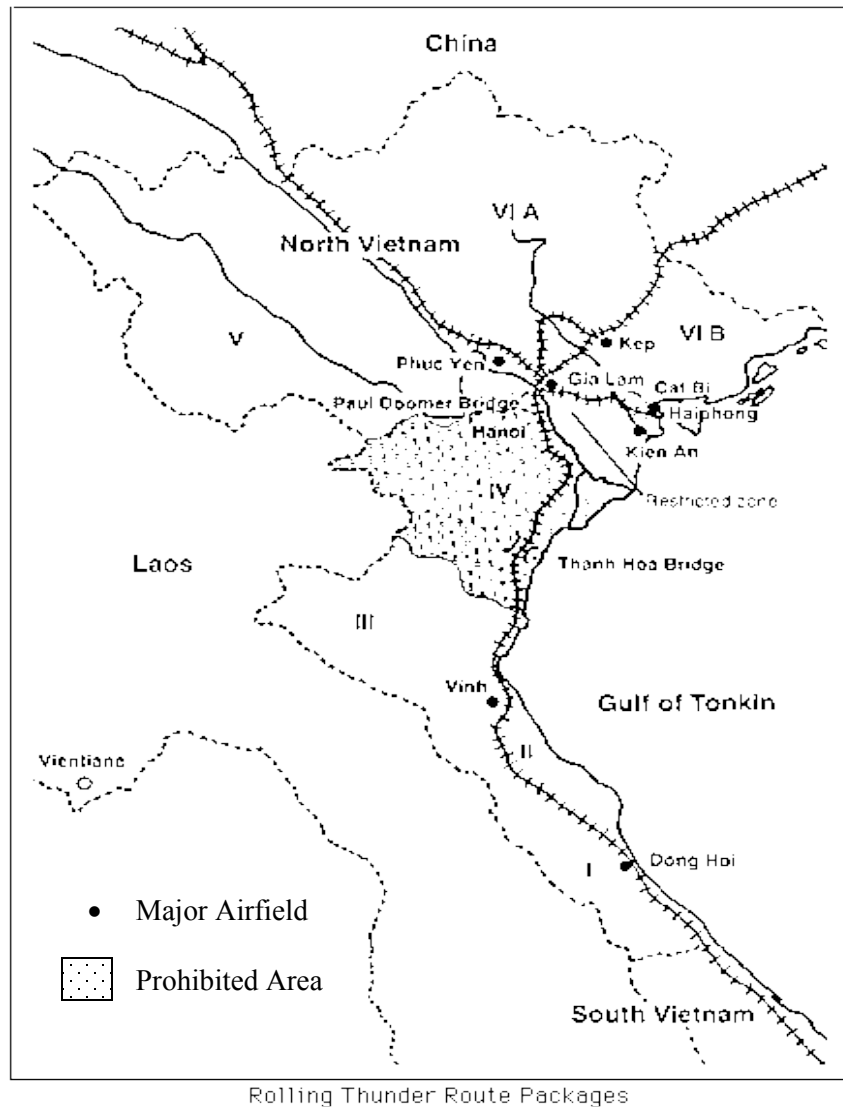 China
VI A
North Vietnam
V
Kep
VI B
Phuc Yen
Gia Lam
Cat Bi
Paul Doumer Bridge
Haiphong
Hanoi
Kien An
IV
Restricted zone
Laos
Thanh Hoa Bridge
III
Vinh
Gulf of Tonkin
II
Vientiane
Dong Hoi
I
Major Airfield
Prohibited Area
South Vietnam
Rolling Thunder Route Packages